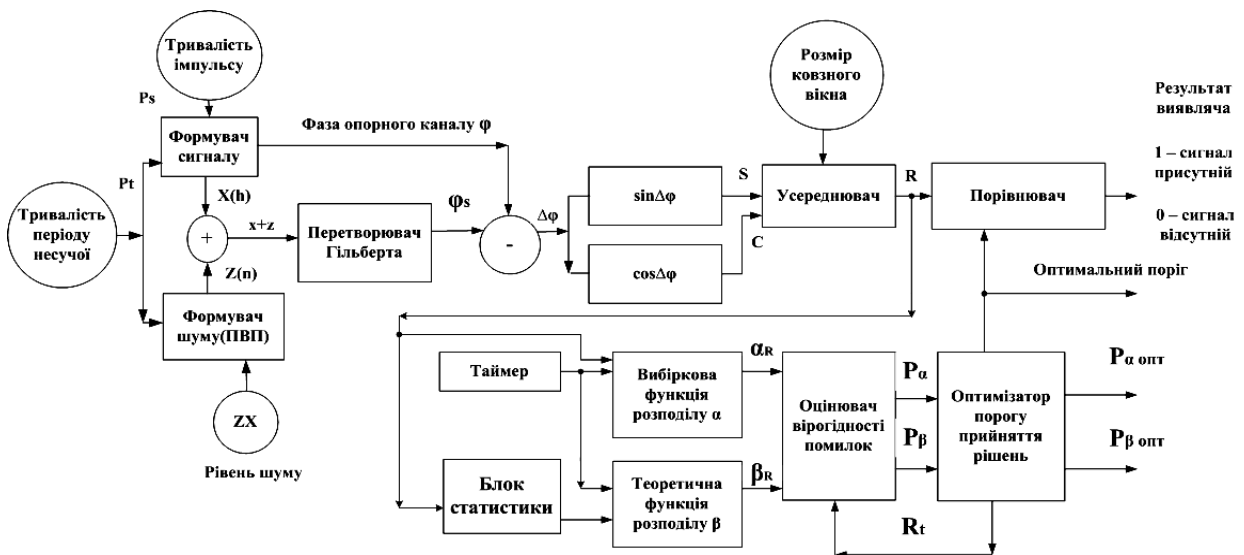 Тривалість
імпульсу
Ps
Формувач
сигналу
Фаза опорного каналу φ
Розмір
ковзного
вікна
Результат
виявляча
1 – сигнал
присутній
0 – сигнал
відсутній
Pt
X(h)
Тривалість
періоду
несучої
+
x+z
Перетворювач
Гільберта
φs
-
Δφ
sinΔφ
cosΔφ
S
C
Усереднювач
R
Порівнювач
Z(n)
Формувач
шуму(ПВП)
ZX
Рівень шуму
Оптимальний поріг
Таймер
Вибіркова
функція
розподілу α
αR
Оцінювач
вірогідності
помилок
Pα
Pβ
Оптимізатор
порогу
прийняття
рішень
Pα опт
Pβ опт
Блок
статистики
Теоретична
функція
розподілу β
βR
Rt